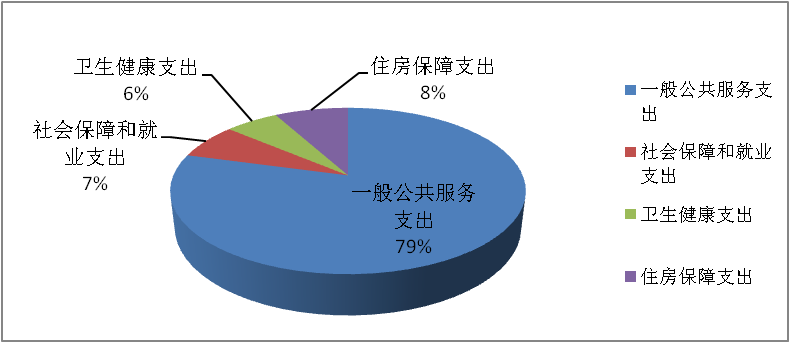 卫生健康支出
6%
住房保障支出
8%
社会保障和就
业支出
7%
一般公共服务
支出
79%
一般公共服务支
出
社会保障和就业
支出
卫生健康支出
住房保障支出